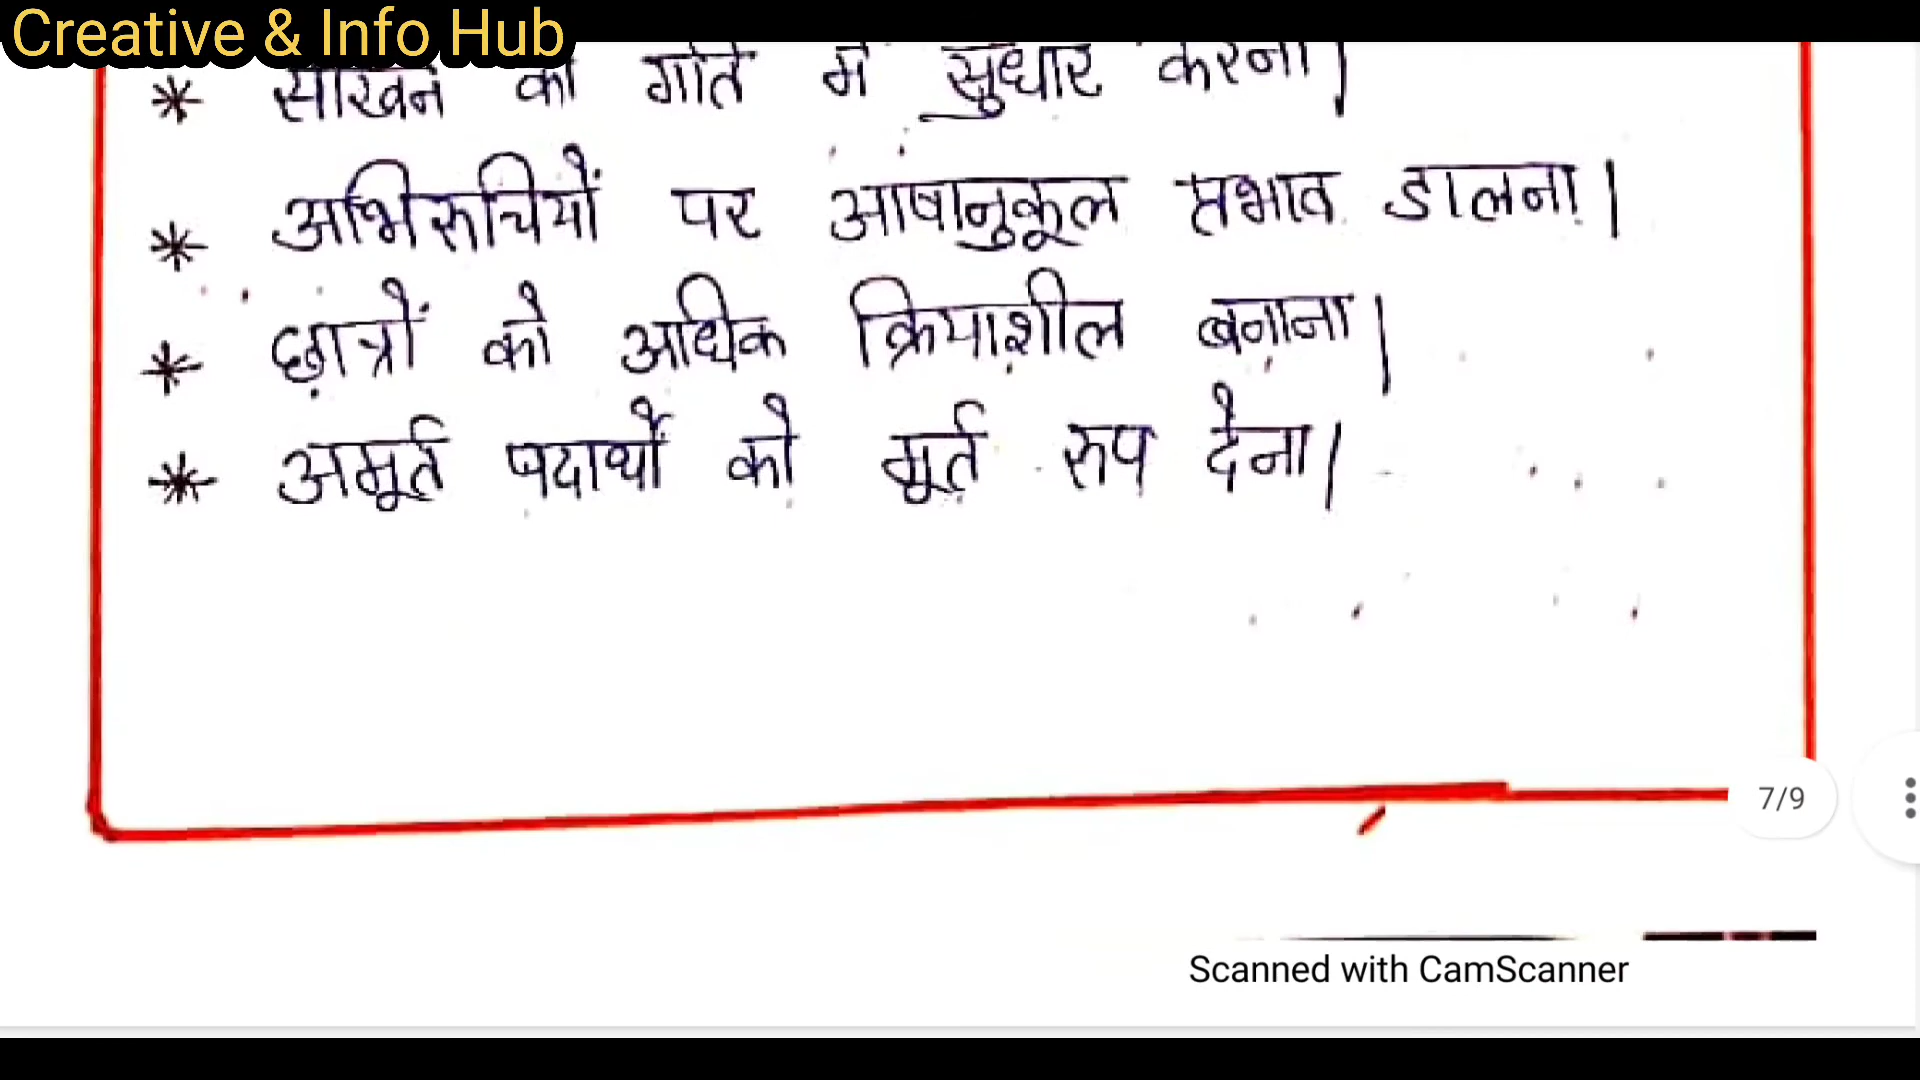 Creative & Info Hub
* सीखने की गति में सुधार करना।
* अभिरुचियों पर आषानुकूल प्रभाव डालना।
* छात्रों को अधिक क्रियाशील बनाना।
* अमूर्त पदार्थों को मूर्त रुप देना।
7/9
Scanned with CamScanner